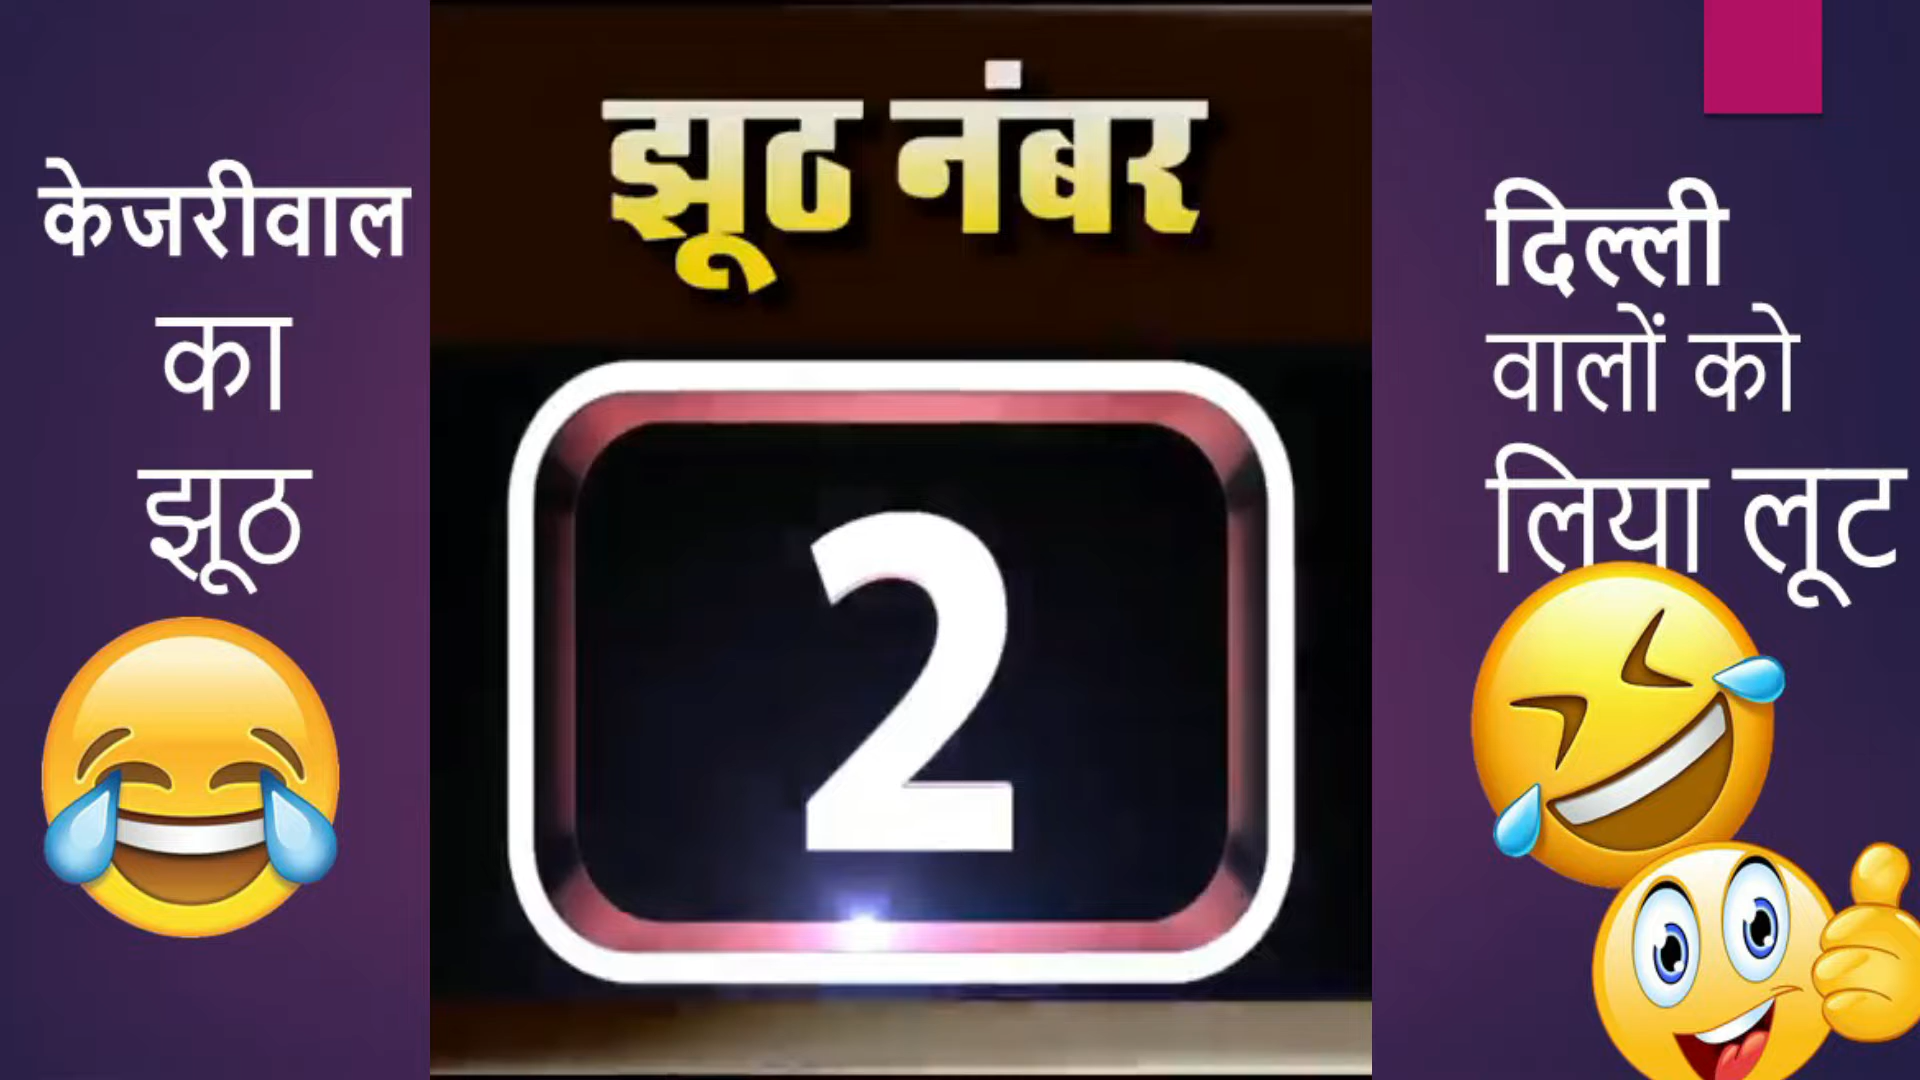 केजरीवाल
का
झूठ
झूठ नंबर
2
दिल्ली
वालों को
लिया लूट